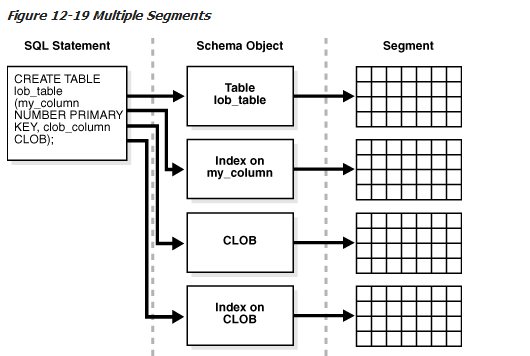 Figure 12-19 Multiple Segments
SQL Statement
Schema Object
Segment
CREATE TABLE
lob_table
(my_column
NUMBER PRIMARY
KEY, clob_column
CLOB);
Table
lob_table
Index on
my_column
CLOB
Index on
CLOB